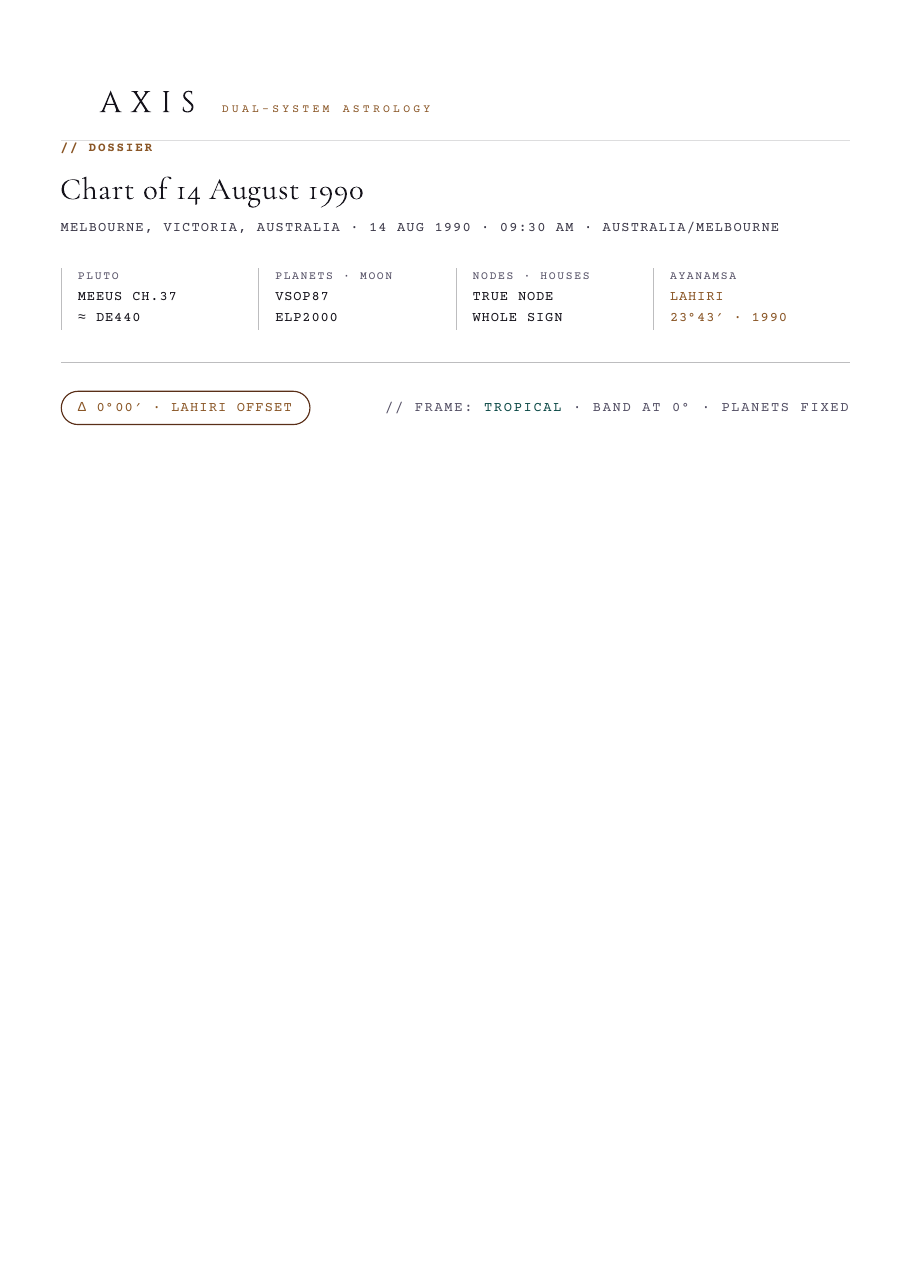 AXIS DUAL-SYSTEM ASTROLOGY
// DOSSIER
Chart of 14 August 1990
MELBOURNE, VICTORIA, AUSTRALIA · 14 AUG 1990 · 09:30 AM · AUSTRALIA/MELBOURNE
PLUTO
MEEUS CH.37
≈ DE440
PLANETS · MOON
VSOP87
ELP2000
NODES · HOUSES
TRUE NODE
WHOLE SIGN
AYANAMSA
LAHIRI
23°43′ · 1990
Δ 0°00′ · LAHIRI OFFSET
// FRAME: TROPICAL · BAND AT 0° · PLANETS FIXED